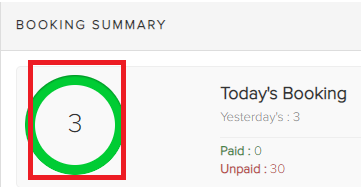 BOOKING SUMMARY
3
Today's Booking
Yesterday's : 3
Paid : 0
Unpaid : 30